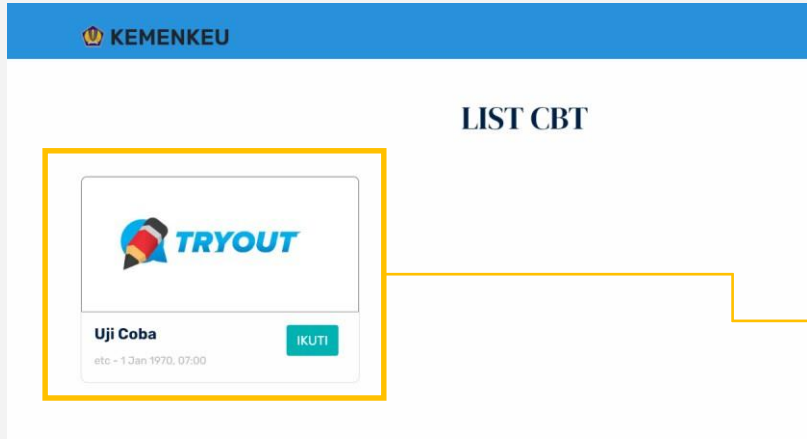 KEMENKEU
LIST CBT
TRYOUT
Uji Coba
IKUTI
etc - 1 Jan 1970, 07:00